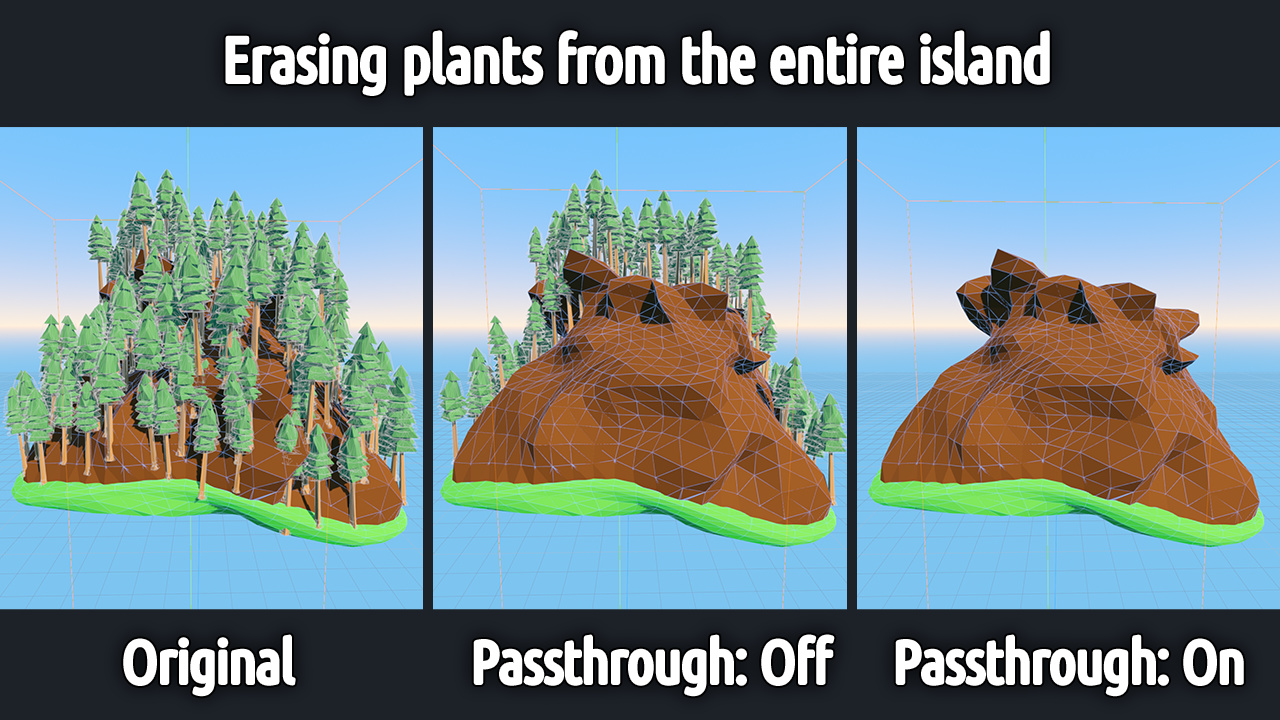 Erasing plants from the entire island
Original
Passthrough: Off
Passthrough: On